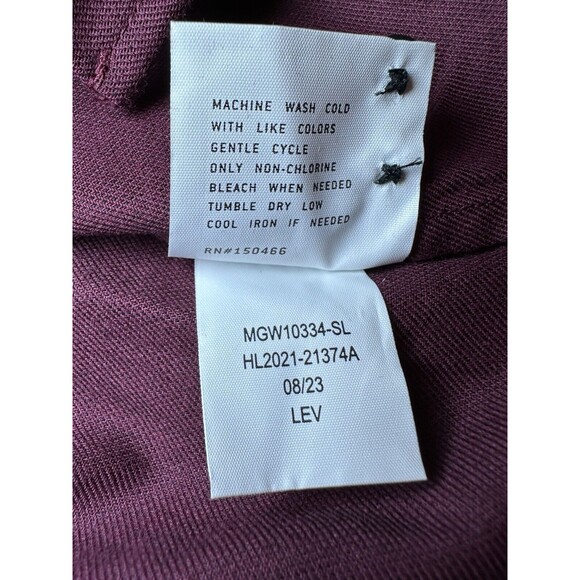 MACHINE WASH COLD
WITH LIKE COLORS
GENTLE CYCLE
ONLY NON-CHLORINE
BLEACH WHEN NEEDED
TUMBLE DRY LOW
COOL IRON IF NEEDED
RN#150466
MGW10334-SL
HL2021-21374A
08/23
LEV